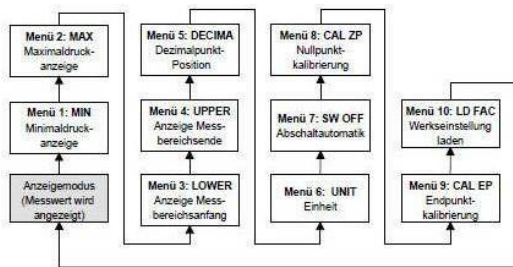 Menü 2: MAX
Maximaldruck-
anzeige
Menü 1: MIN
Minimaldruck-
anzeige
Anzeigemodus
(Messwert wird
angezeigt)
Menü 5: DECIMA
Dezimalpunkt-
Position
Menü 4: UPPER
Anzeige Mess-
bereichsende
Menü 3: LOWER
Anzeige Mess-
bereichsanfang
Menü 8: CAL ZP
Nullpunkt-
kalibrierung
Menü 7: SW OFF
Abschaltautomatik
Menü 6: UNIT
Einheit
Menü 10: LD FAC
Werkseinstellung
laden
Menü 9: CAL EP
Endpunkt-
kalibrierung